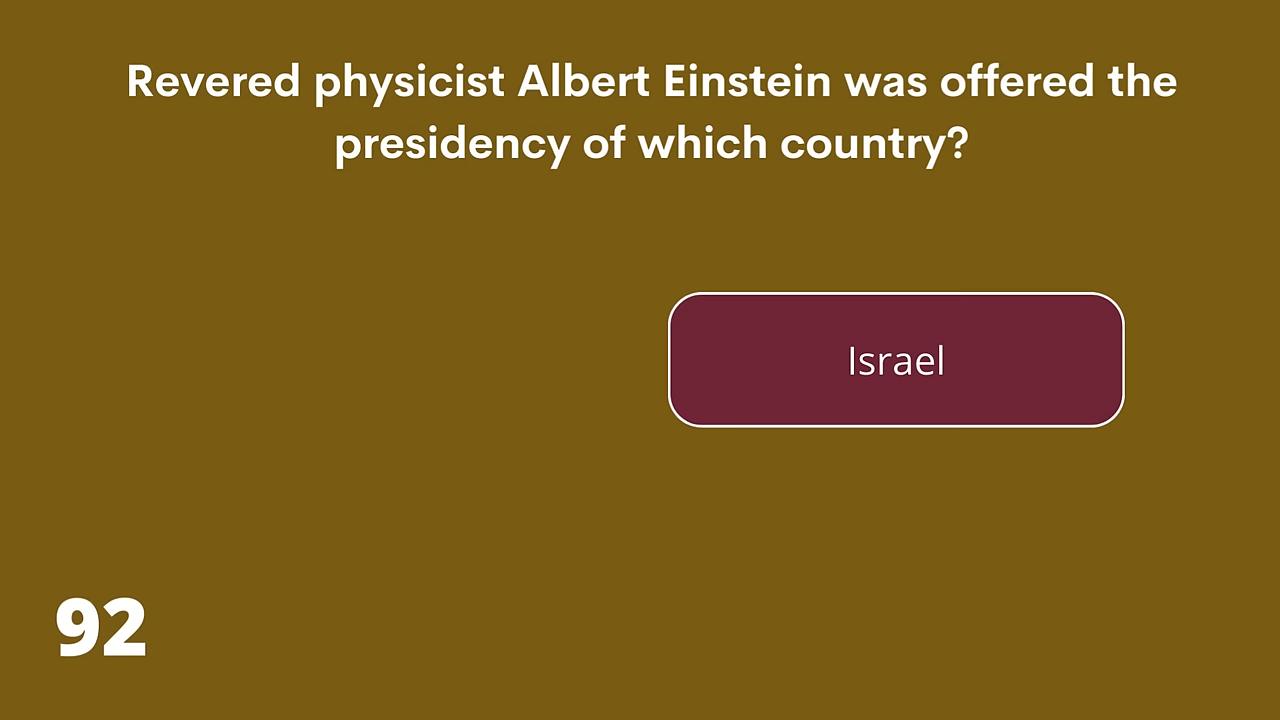 Revered physicist Albert Einstein was offered the
presidency of which country?
Israel
92